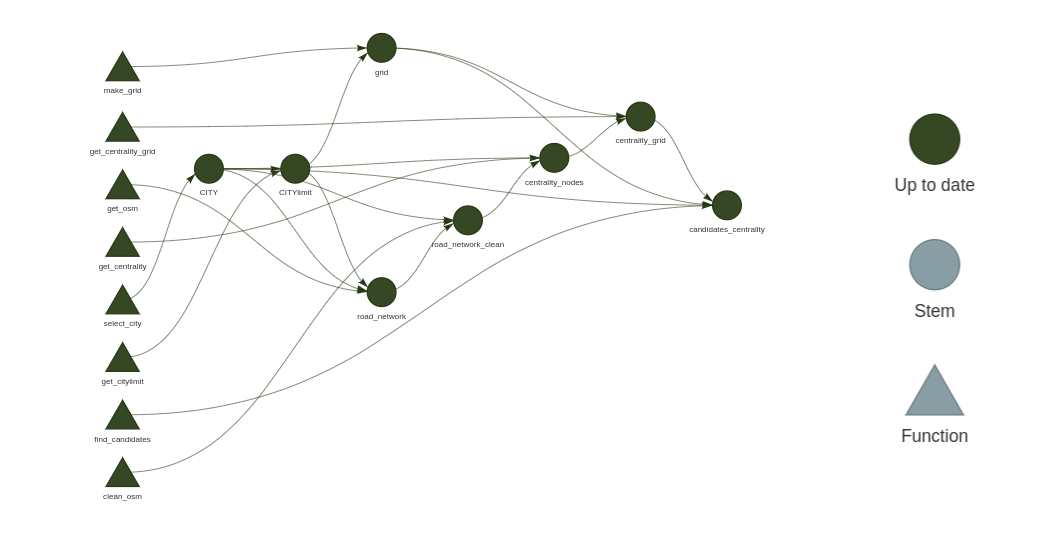 grid
make_grid
get_centrality_grid
centrality_grid
CITY
CITYlimit
centrality_nodes
get_osm
road_network_clean
candidates_centrality
get_centrality
select_city
road_network
get_citylimit
find_candidates
clean_osm
Up to date
Stem
Function